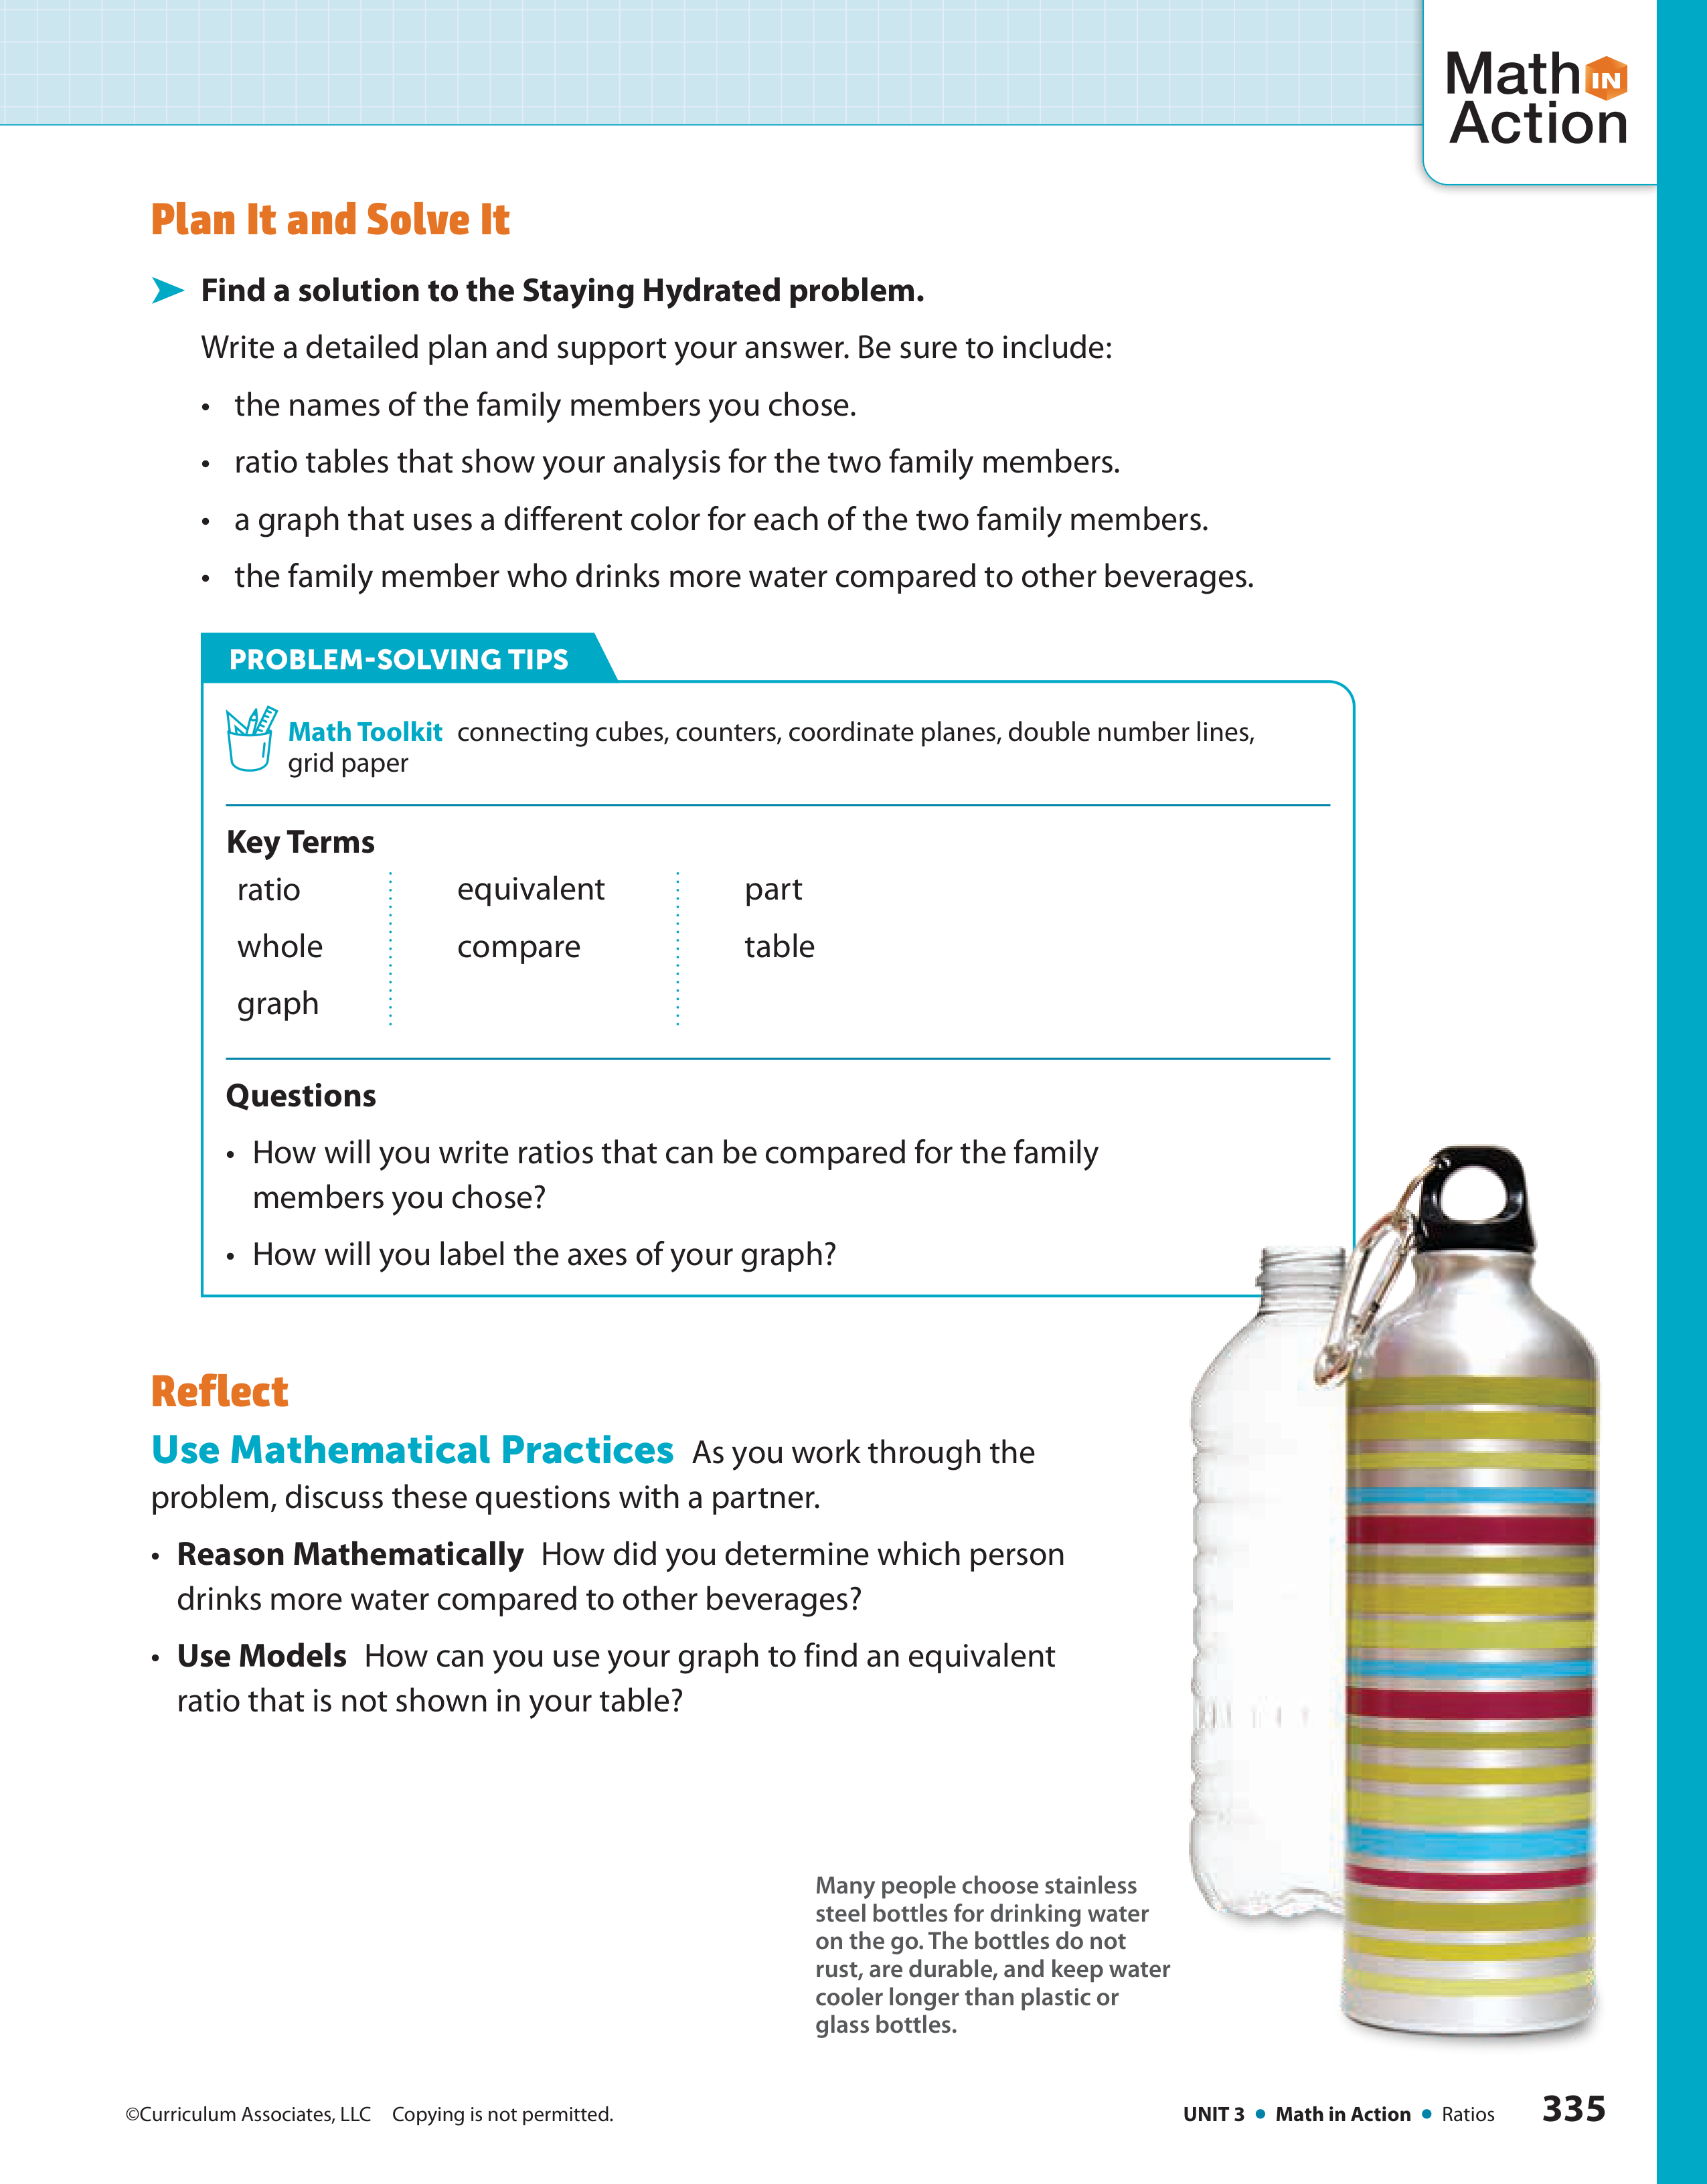 Math IN
Action
Plan It and Solve It
Find a solution to the Staying Hydrated problem.
Write a detailed plan and support your answer. Be sure to include:
• the names of the family members you chose.
• ratio tables that show your analysis for the two family members.
• a graph that uses a different color for each of the two family members.
• the family member who drinks more water compared to other beverages.
PROBLEM-SOLVING TIPS
Math Toolkit connecting cubes, counters, coordinate planes, double number lines,
grid paper
Key Terms
ratio equivalent part
whole compare table
graph
Questions
• How will you write ratios that can be compared for the family
members you chose?
• How will you label the axes of your graph?
Reflect
Use Mathematical Practices As you work through the
problem, discuss these questions with a partner.
• Reason Mathematically How did you determine which person
drinks more water compared to other beverages?
• Use Models How can you use your graph to find an equivalent
ratio that is not shown in your table?
Many people choose stainless
steel bottles for drinking water
on the go. The bottles do not
rust, are durable, and keep water
cooler longer than plastic or
glass bottles.
©Curriculum Associates, LLC Copying is not permitted.
UNIT 3 • Math in Action • Ratios 335